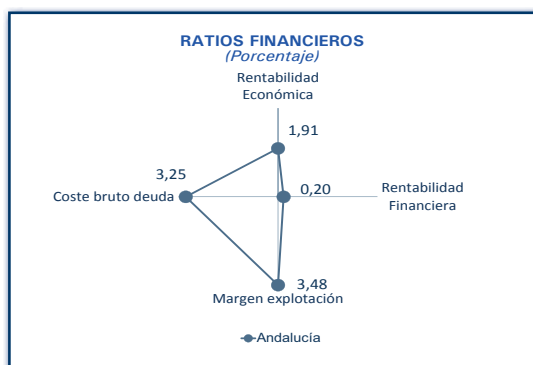 RATIOS FINANCIEROS
(Porcentaje)
Rentabilidad
Económica
1,91
3,25
0,20
Rentabilidad
Financiera
Coste bruto deuda
3,48
Margen explotación
Andalucía